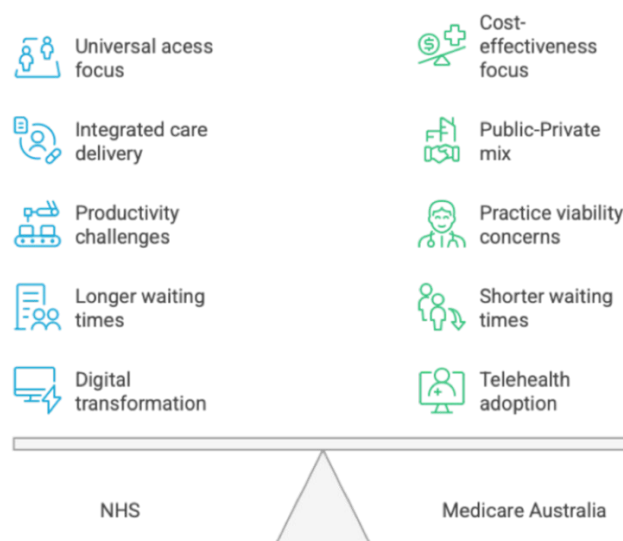 Universal acess
focus
Integrated care
delivery
Productivity
challenges
Longer waiting
times
Digital
transformation
Cost-
effectiveness
focus
Public-Private
mix
Practice viability
concerns
Shorter waiting
times
Telehealth
adoption
NHS
Medicare Australia